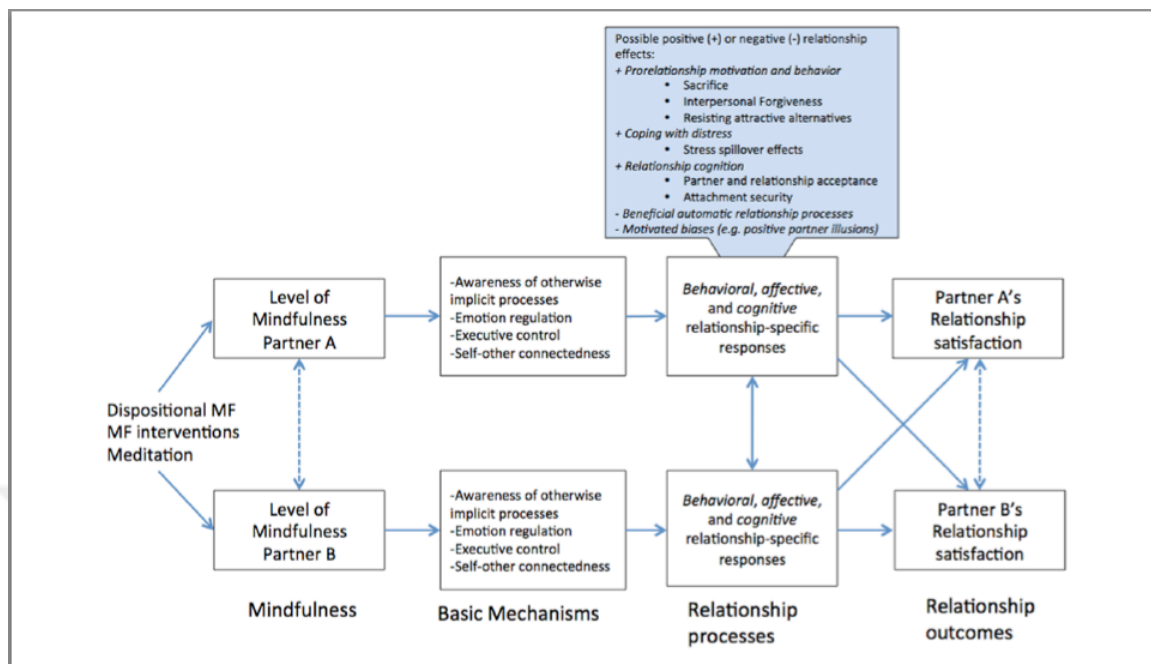 Possible positive (+) or negative (-) relationship
effects:
+ Prorelationship motivation and behavior
▪ Sacrifice
▪ Interpersonal Forgiveness
▪ Resisting attractive alternatives
+ Coping with distress
▪ Stress spillover effects
+ Relationship cognition
▪ Partner and relationship acceptance
▪ Attachment security
- Beneficial automatic relationship processes
- Motivated biases (e.g. positive partner illusions)
Level of
Mindfulness
Partner A
-Awareness of otherwise
implicit processes
-Emotion regulation
-Executive control
-Self-other connectedness
Behavioral, affective,
and cognitive
relationship-specific
responses
Partner A's
Relationship
satisfaction
Dispositional MF
MF interventions
Meditation
Level of
Mindfulness
Partner B
-Awareness of otherwise
implicit processes
-Emotion regulation
-Executive control
-Self-other connectedness
Behavioral, affective,
and cognitive
relationship-specific
responses
Partner B's
Relationship
satisfaction
Mindfulness
Basic Mechanisms
Relationship
processes
Relationship
outcomes